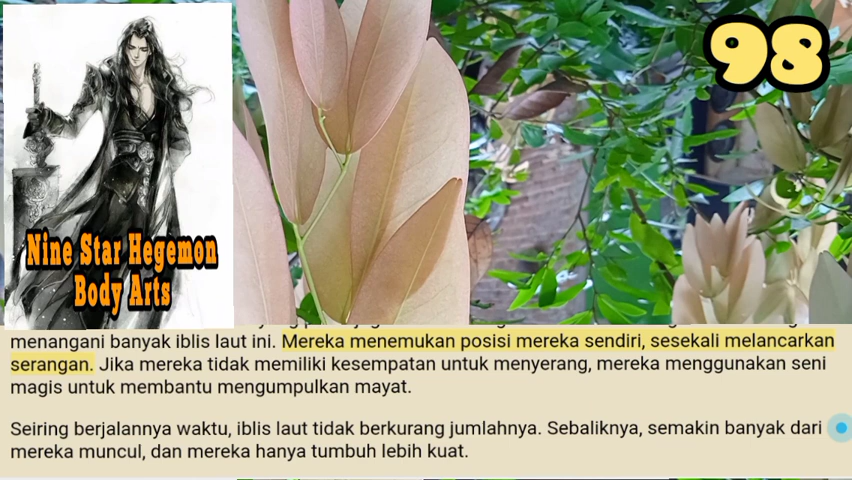 98
Nine Star Hegemon
Body Arts
menangani banyak iblis laut ini. Mereka menemukan posisi mereka sendiri, sesekali melancarkan
serangan. Jika mereka tidak memiliki kesempatan untuk menyerang, mereka menggunakan seni
magis untuk membantu mengumpulkan mayat.
Seiring berjalannya waktu, iblis laut tidak berkurang jumlahnya. Sebaliknya, semakin banyak dari
mereka muncul, dan mereka hanya tumbuh lebih kuat.